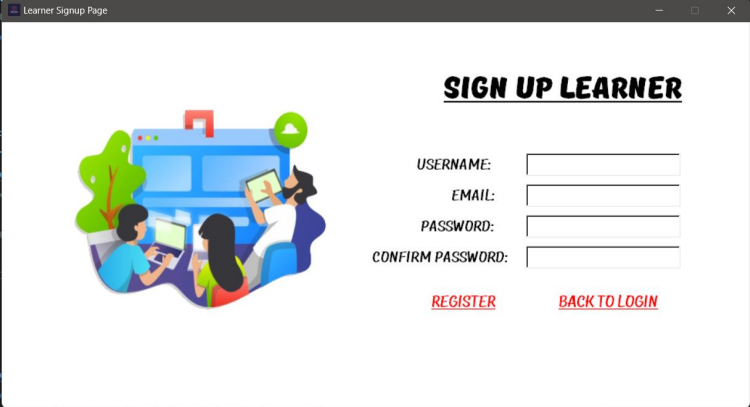 Learner Signup Page
SIGN UP LEARNER
USERNAME:
EMAIL:
PASSWORD:
CONFIRM PASSWORD:
REGISTER BACK TO LOGIN